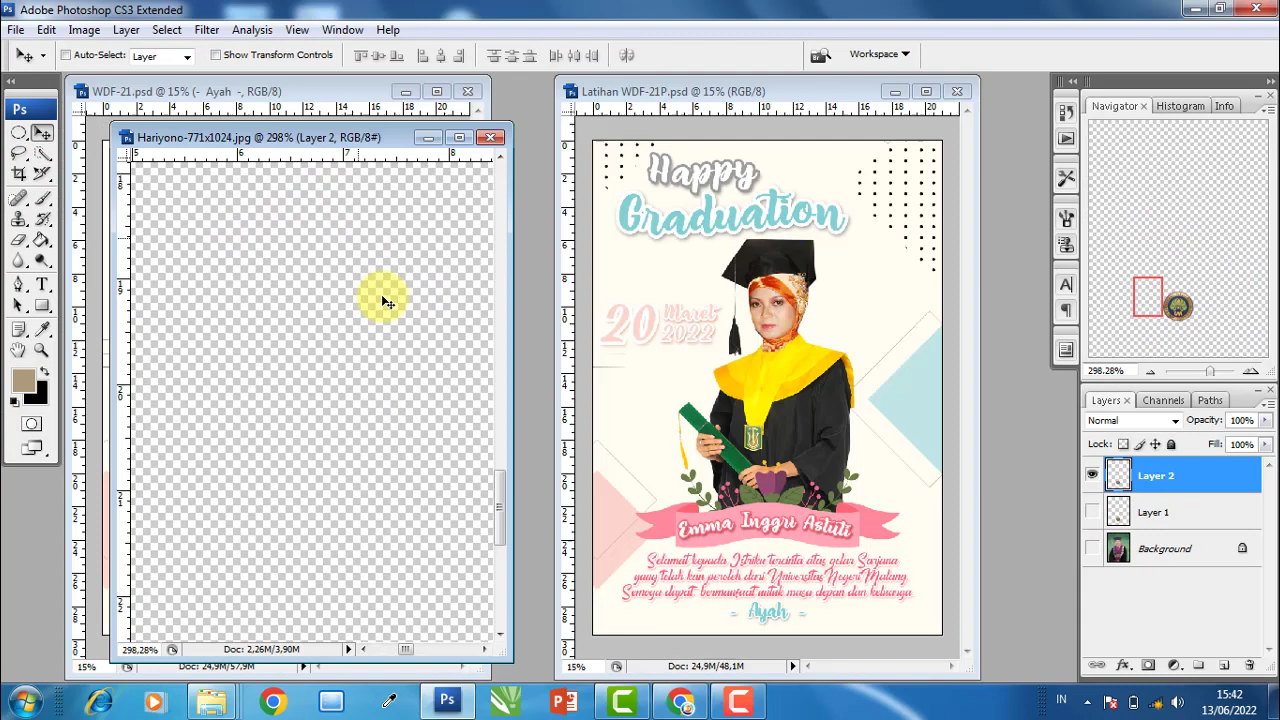 Adobe Photoshop CS3 Extended
File Edit Image Layer Select Filter Analysis View Window Help
Auto-Select: Layer Show Transform Controls Workspace
WDF-21.psd @ 15% (- Ayah -, RGB/8)
Latihan WDF-21P.psd @ 15% (RGB/8)
Navigator Histogram Info
Hariyono-771x1024.jpg @ 298% (Layer 2, RGB/8#)
Happy
Graduation
20 Maret
2022
Emma Inggri Astuti
Selamat kepada Istriku tercinta atas gelar Sarjana
yang telah kau peroleh dari Universitas Negeri Malang
Semoga dapat bermanfaat untuk masa depan dan keluarga
- Ayah -
298.28%
Layers Channels Paths
Normal Opacity: 100%
Lock: Fill: 100%
Layer 2
Layer 1
Background
298,28% Doc: 2,26M/3,90M
15% Doc: 24,9M/57,9M
15% Doc: 24,9M/48,1M
IN
15:42
13/06/2022